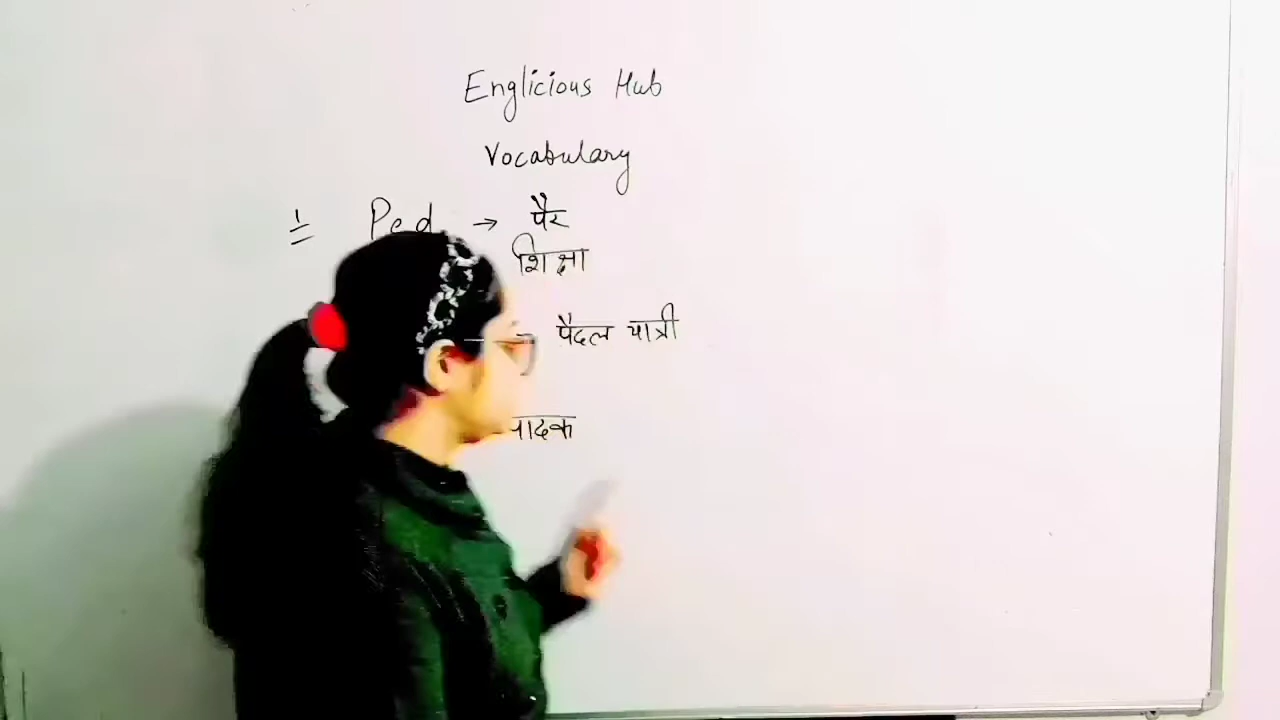 Englicious Hub
Vocabulary
1 Ped → पैर
शिक्षा
पैदल यात्री